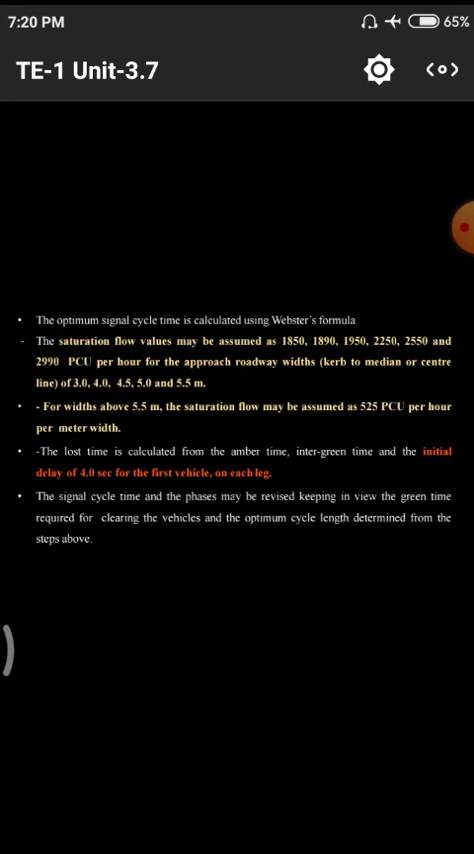 7:20 PM 65%
TE-1 Unit-3.7
• The optimum signal cycle time is calculated using Webster's formula
- The saturation flow values may be assumed as 1850, 1890, 1950, 2250, 2550 and
2990 PCU per hour for the approach roadway widths (kerb to median or centre
line) of 3.0, 4.0, 4.5, 5.0 and 5.5 m.
• - For widths above 5.5 m, the saturation flow may be assumed as 525 PCU per hour
per meter width.
• -The lost time is calculated from the amber time, inter-green time and the initial
delay of 4.0 sec for the first vehicle, on each leg.
• The signal cycle time and the phases may be revised keeping in view the green time
required for clearing the vehicles and the optimum cycle length determined from the
steps above.